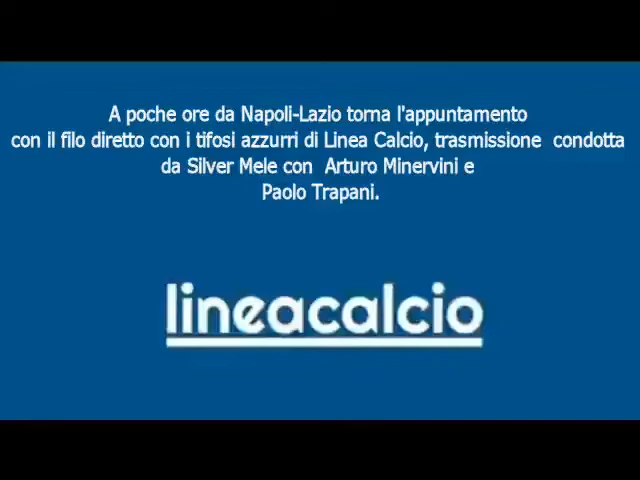 A poche ore da Napoli-Lazio torna l'appuntamento
con il filo diretto con i tifosi azzurri di Linea Calcio, trasmissione  condotta
da Silver Mele con  Arturo Minervini e
Paolo Trapani.
lineacalcio